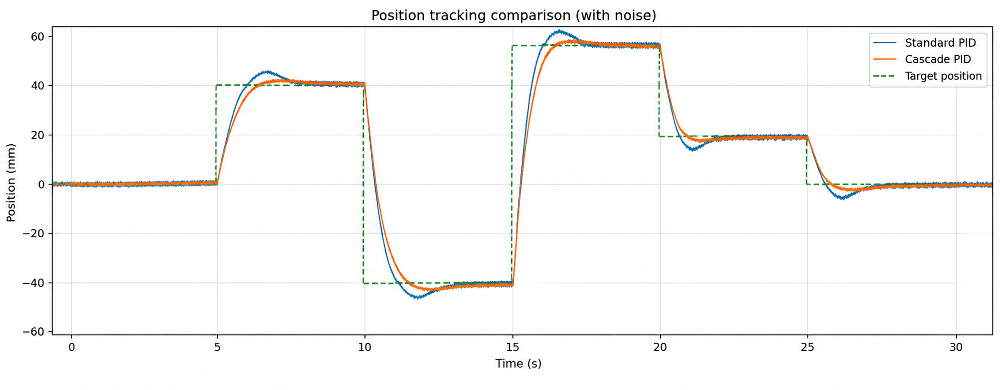 Position tracking comparison (with noise)
Standard PID
Cascade PID
Target position
Position (mm)
60
40
20
0
−20
−40
−60
0 5 10 15 20 25 30
Time (s)